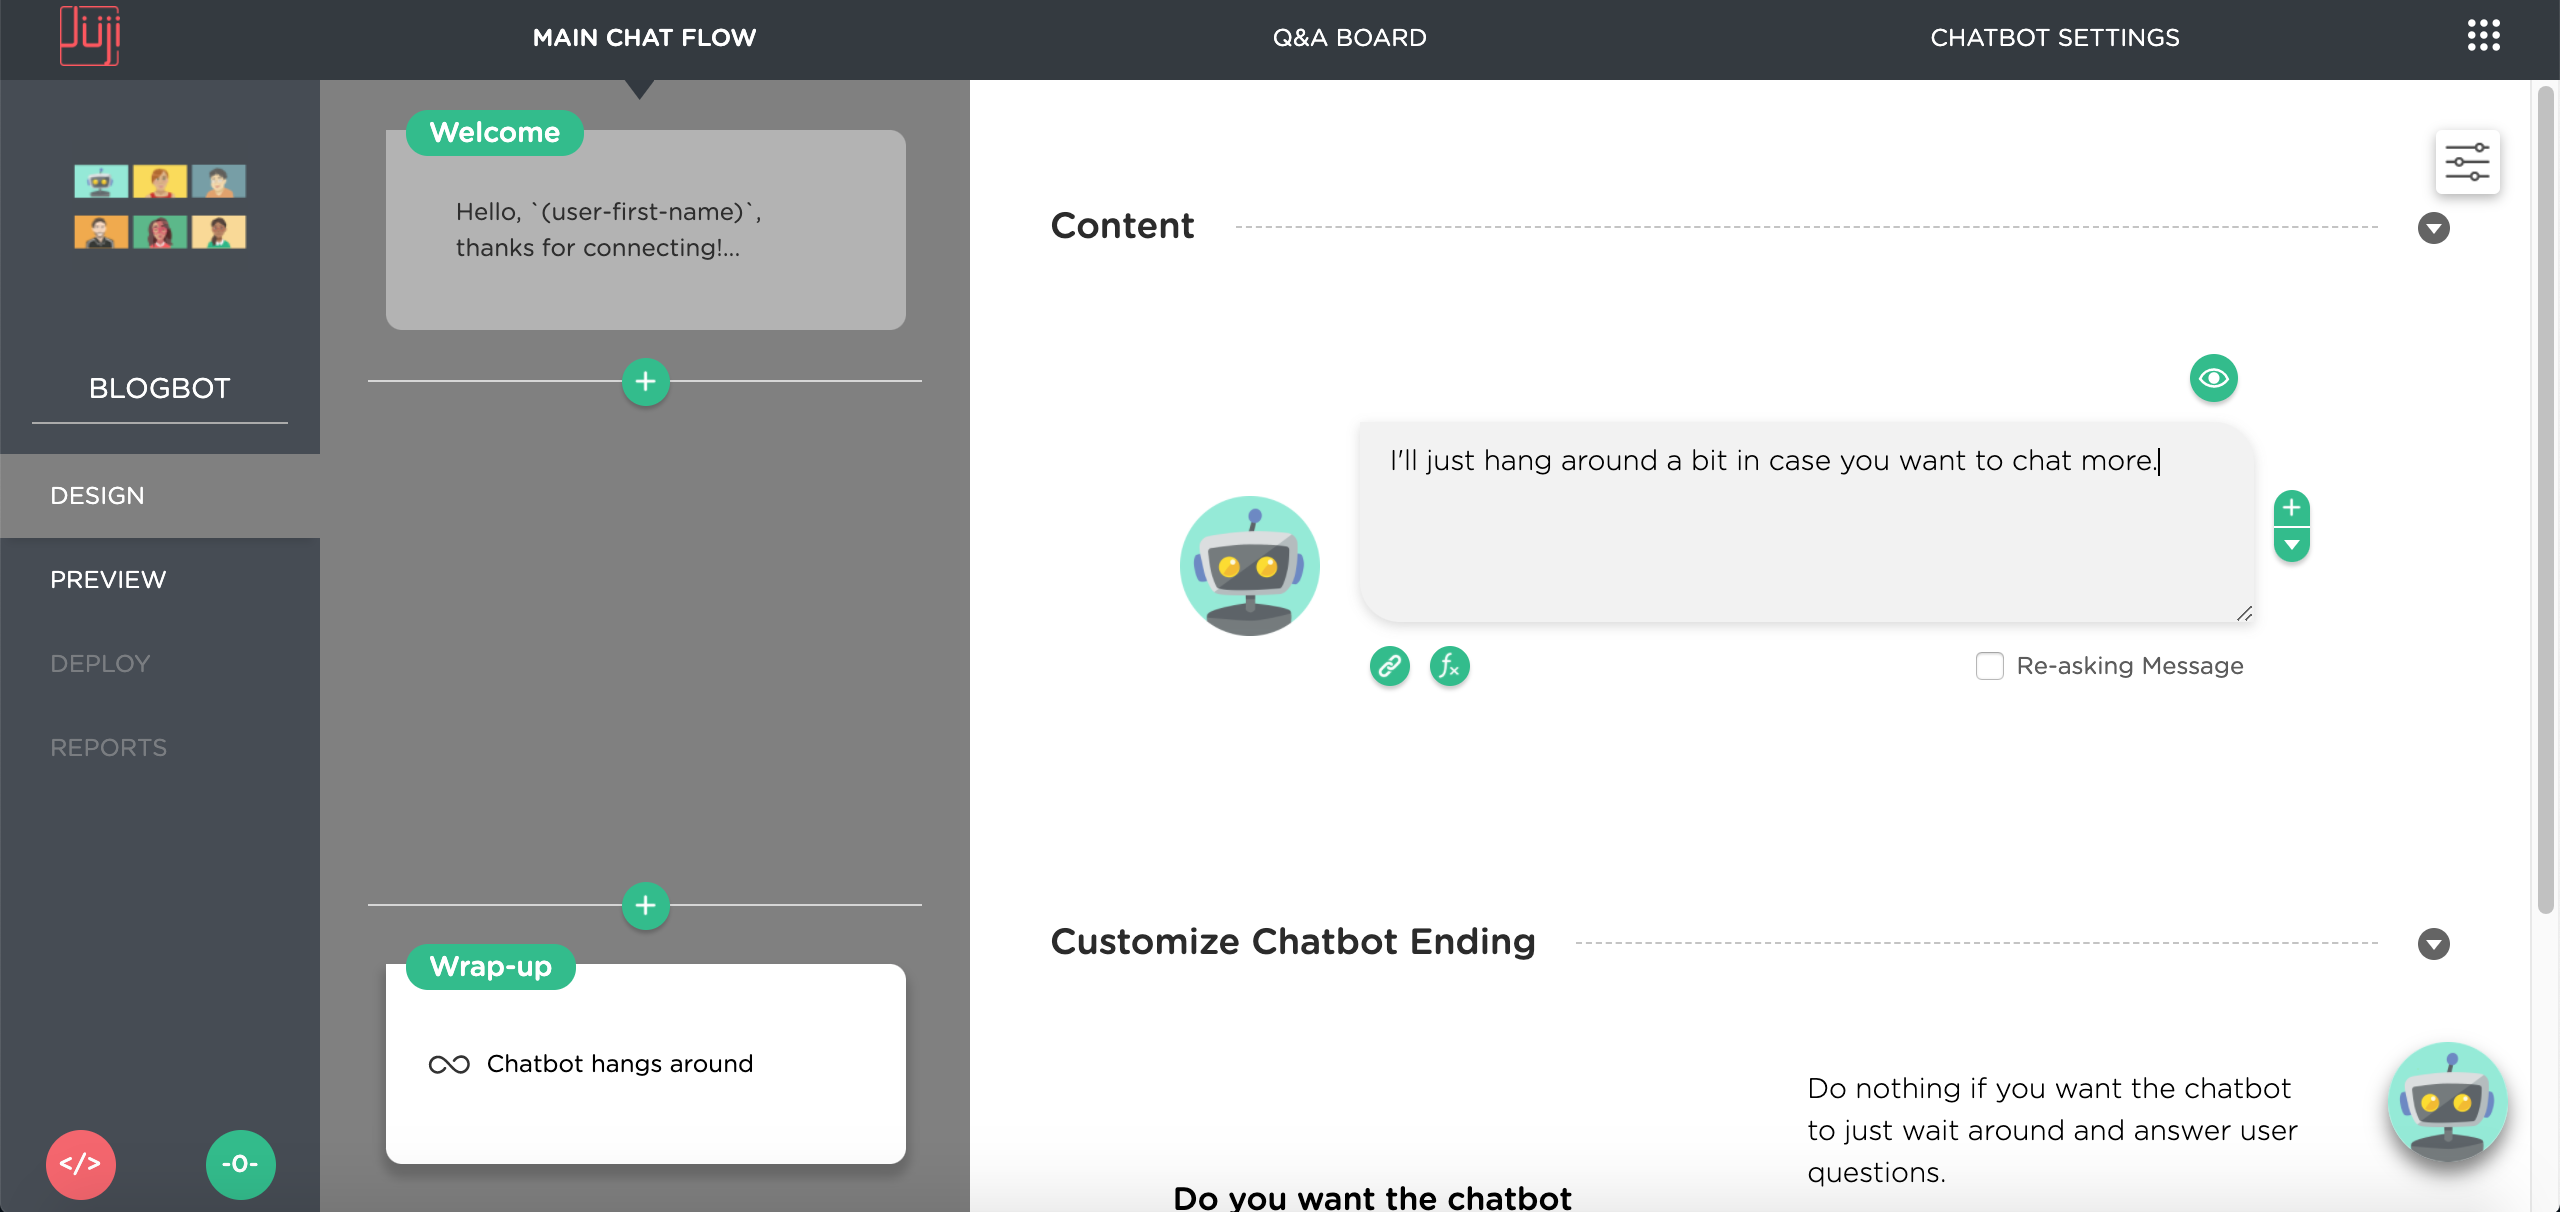 Juji
MAIN CHAT FLOW
Q&A BOARD
CHATBOT SETTINGS
BLOGBOT
DESIGN
PREVIEW
DEPLOY
REPORTS
</>
-0-
Welcome
Hello, `(user-first-name)`,
thanks for connecting!...
+
+
Wrap-up
Chatbot hangs around
Content
I'll just hang around a bit in case you want to chat more.
+
fx
Re-asking Message
Customize Chatbot Ending
Do nothing if you want the chatbot
to just wait around and answer user
questions.
Do you want the chatbot